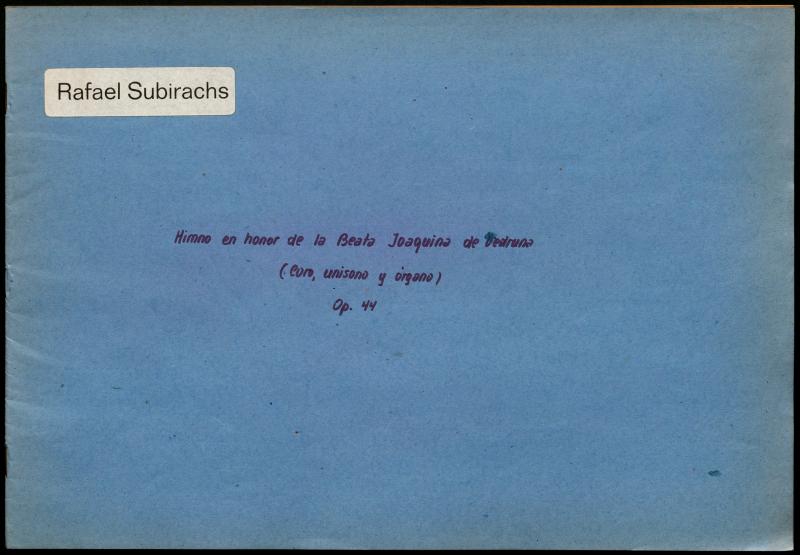 Rafael Subirachs
Himno en honor de la Beata Joaquina de Vedruna
(Coro, unisono y órgano)
Op. 44